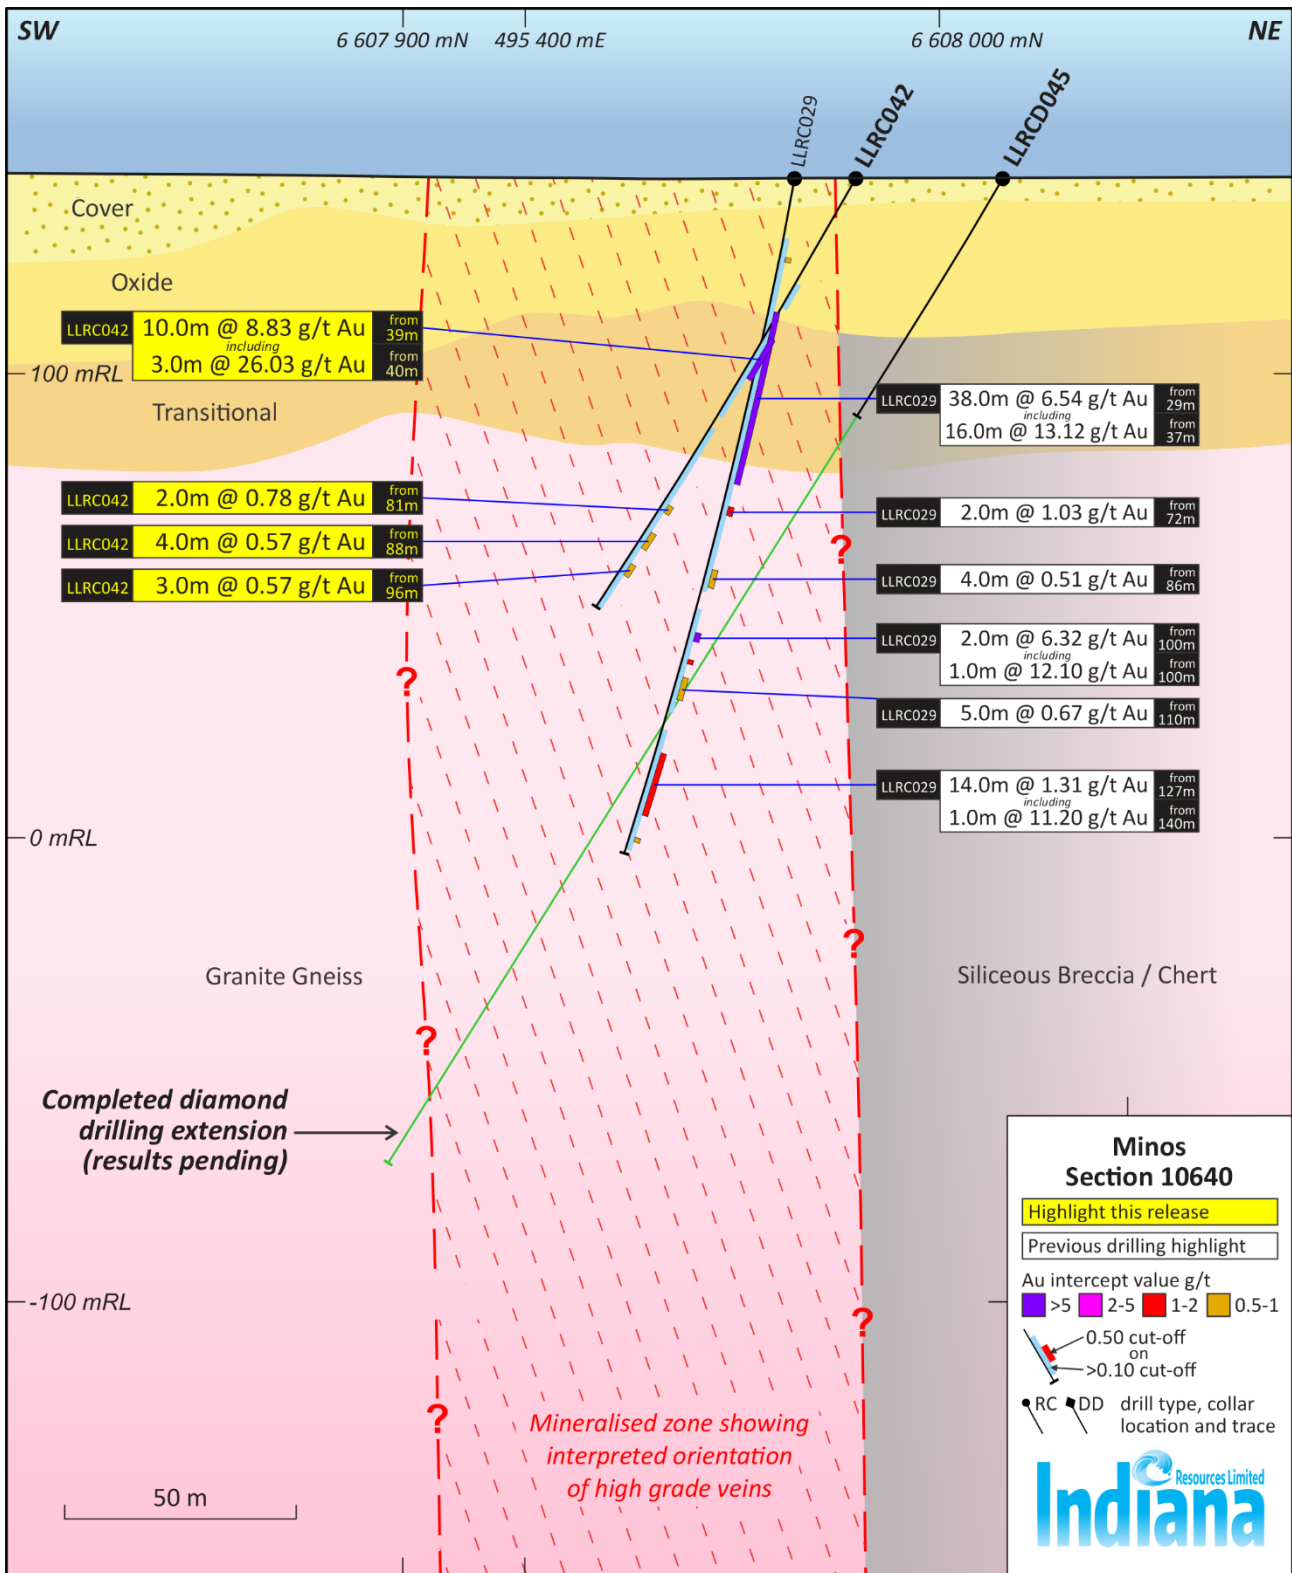 SW
NE
6 607 900 mN
495 400 mE
6 608 000 mN
LLRC029
LLRC042
LLRCD045
Cover
Oxide
LLRC042
10.0m @ 8.83 g/t Au
from
39m
including
3.0m @ 26.03 g/t Au
from
40m
100 mRL
Transitional
LLRC029
38.0m @ 6.54 g/t Au
from
29m
including
16.0m @ 13.12 g/t Au
from
37m
LLRC042
2.0m @ 0.78 g/t Au
from
81m
LLRC029
2.0m @ 1.03 g/t Au
from
72m
LLRC042
4.0m @ 0.57 g/t Au
from
88m
LLRC042
3.0m @ 0.57 g/t Au
from
96m
LLRC029
4.0m @ 0.51 g/t Au
from
86m
?
?
LLRC029
2.0m @ 6.32 g/t Au
from
100m
including
1.0m @ 12.10 g/t Au
from
100m
LLRC029
5.0m @ 0.67 g/t Au
from
110m
LLRC029
14.0m @ 1.31 g/t Au
from
127m
including
1.0m @ 11.20 g/t Au
from
140m
0 mRL
?
Granite Gneiss
Siliceous Breccia / Chert
?
Completed diamond
drilling extension
(results pending)
-100 mRL
?
?
Mineralised zone showing
interpreted orientation
of high grade veins
50 m
Minos
Section 10640
Highlight this release
Previous drilling highlight
Au intercept value g/t
>5 2-5 1-2 0.5-1
0.50 cut-off
on
>0.10 cut-off
RC DD drill type, collar
location and trace
Resources Limited
Indiana